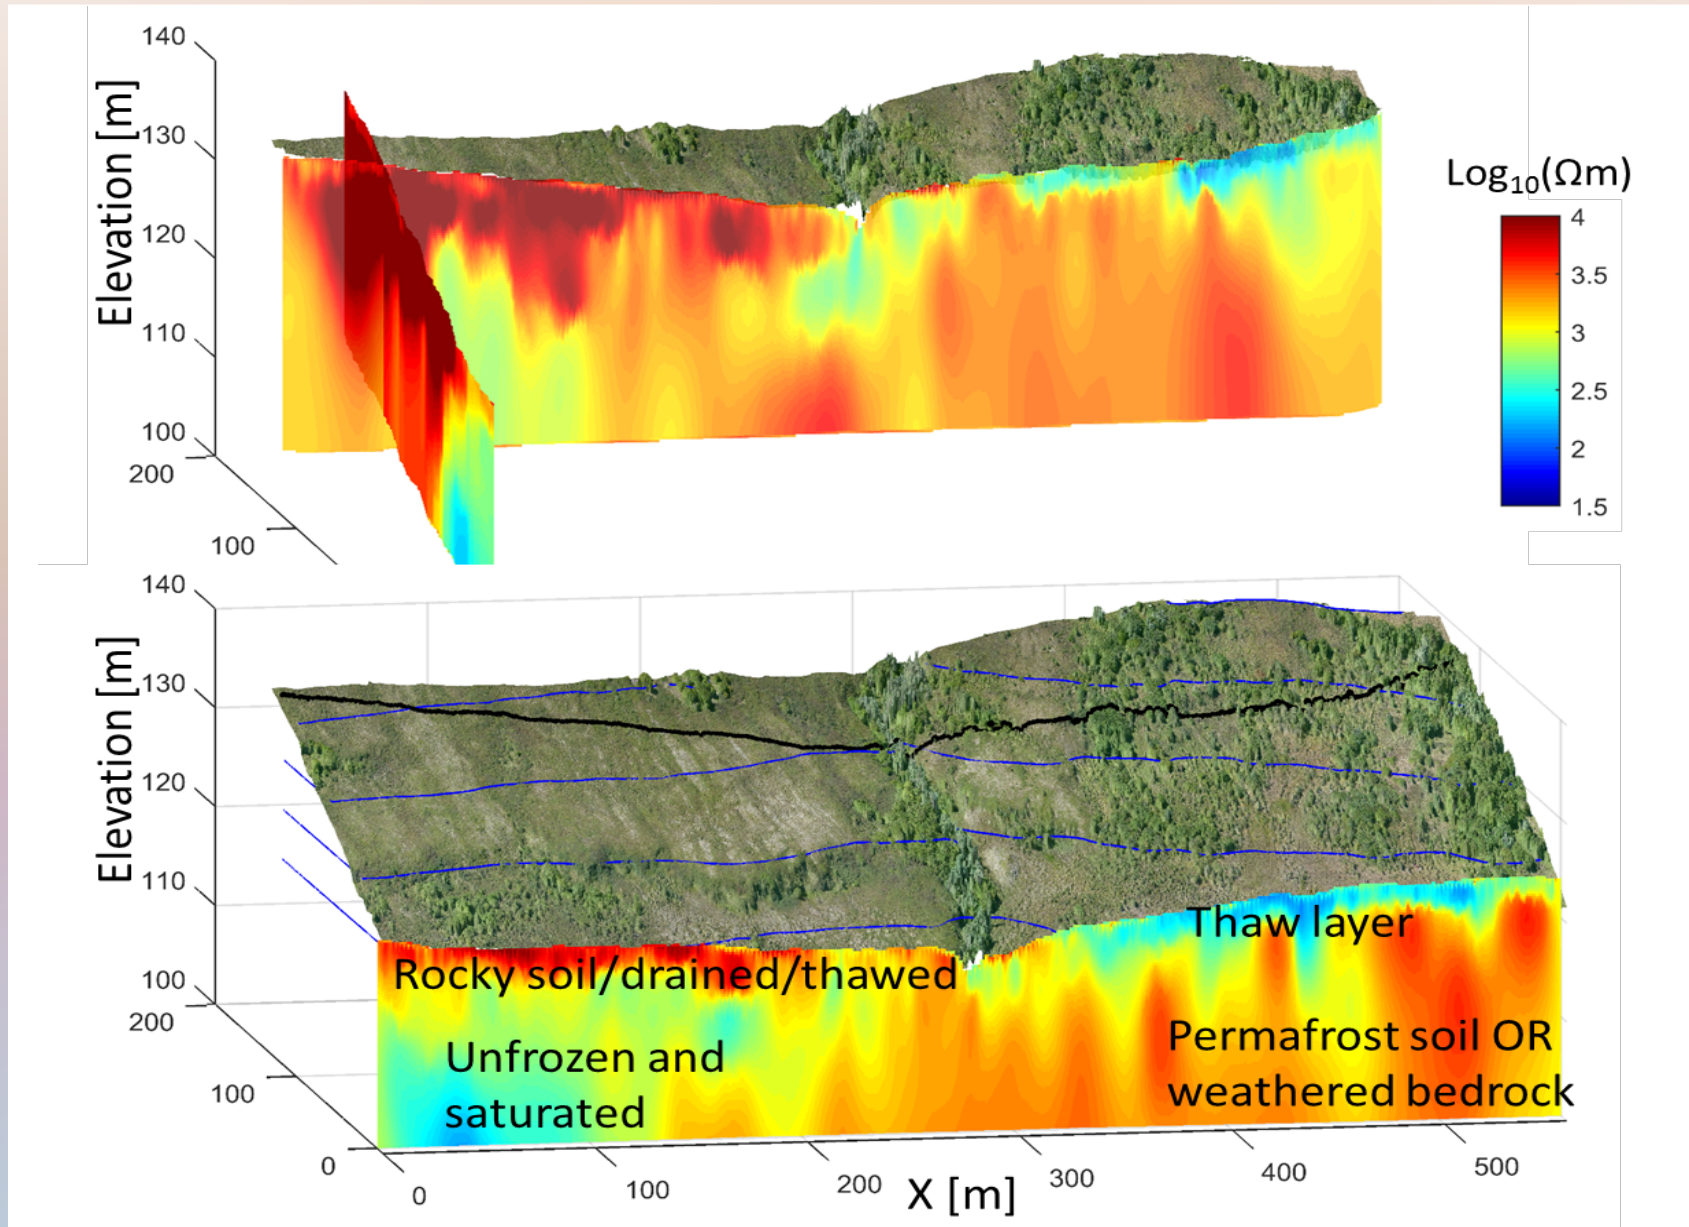 140
130
120
110
100
Elevation [m]
200
100
Log10(Ωm)
4
3.5
3
2.5
2
1.5
140
130
120
110
100
Elevation [m]
200
100
0
Thaw layer
Rocky soil/drained/thawed
Unfrozen and
saturated
Permafrost soil OR
weathered bedrock
0
100
200
300
400
500
X [m]